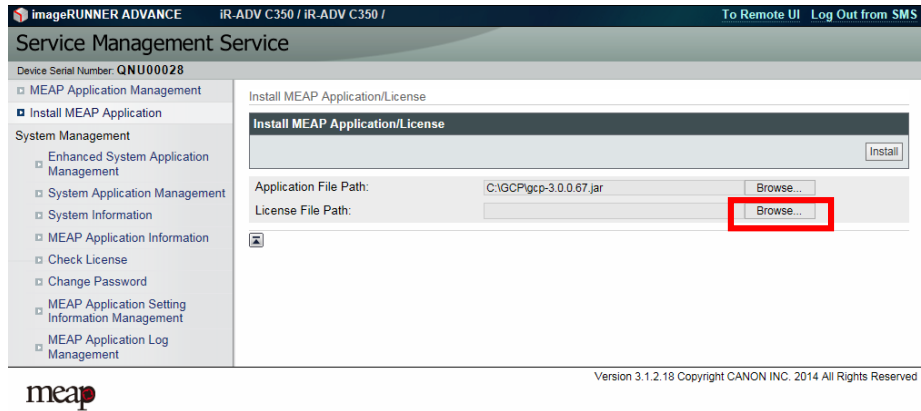 imageRUNNER ADVANCE iR-ADV C350 / iR-ADV C350 / To Remote UI Log Out from SMS
Service Management Service
Device Serial Number: QNU00028
MEAP Application Management
Install MEAP Application
System Management
Enhanced System Application
Management
System Application Management
System Information
MEAP Application Information
Check License
Change Password
MEAP Application Setting
Information Management
MEAP Application Log
Management
Install MEAP Application/License
Install MEAP Application/License
Install
Application File Path: C:\GCP\gcp-3.0.0.67.jar Browse...
License File Path: Browse...
Version 3.1.2.18 Copyright CANON INC. 2014 All Rights Reserved
meap